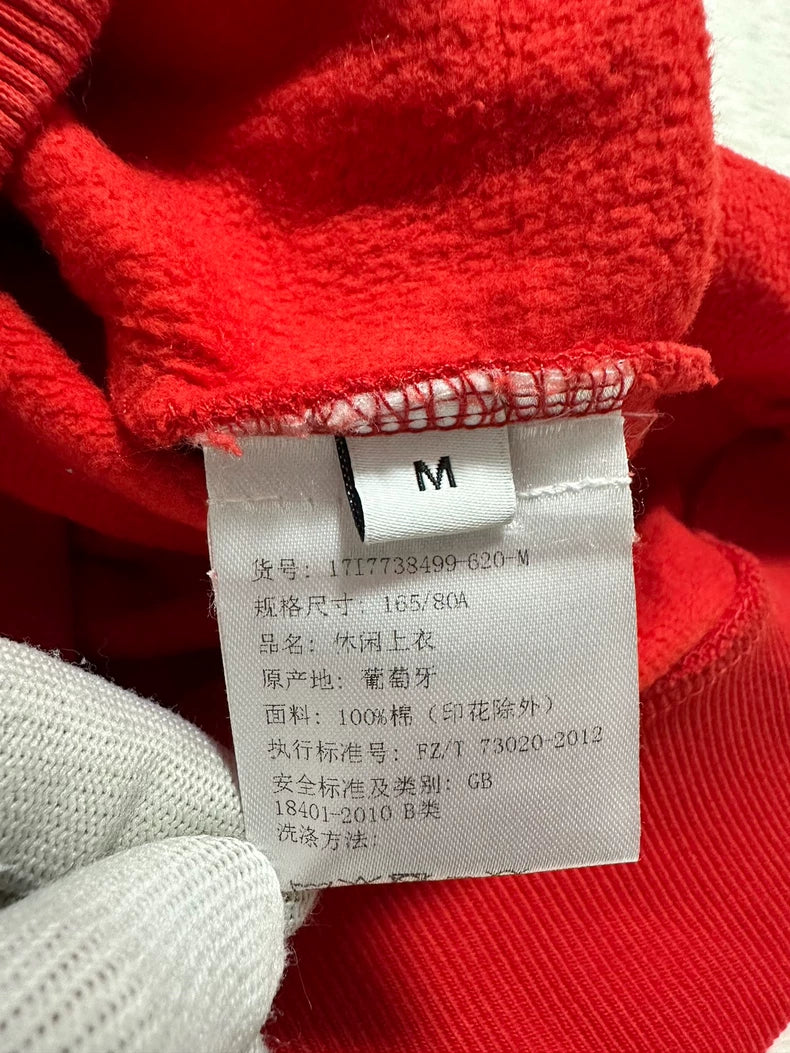 M
货号: 17I7738499-620-M
规格尺寸: 165/80A
品名: 休闲上衣
原产地: 葡萄牙
面料: 100%棉（印花除外）
执行标准号: FZ/T 73020-2012
安全标准及类别: GB
18401-2010 B类
洗涤方法: